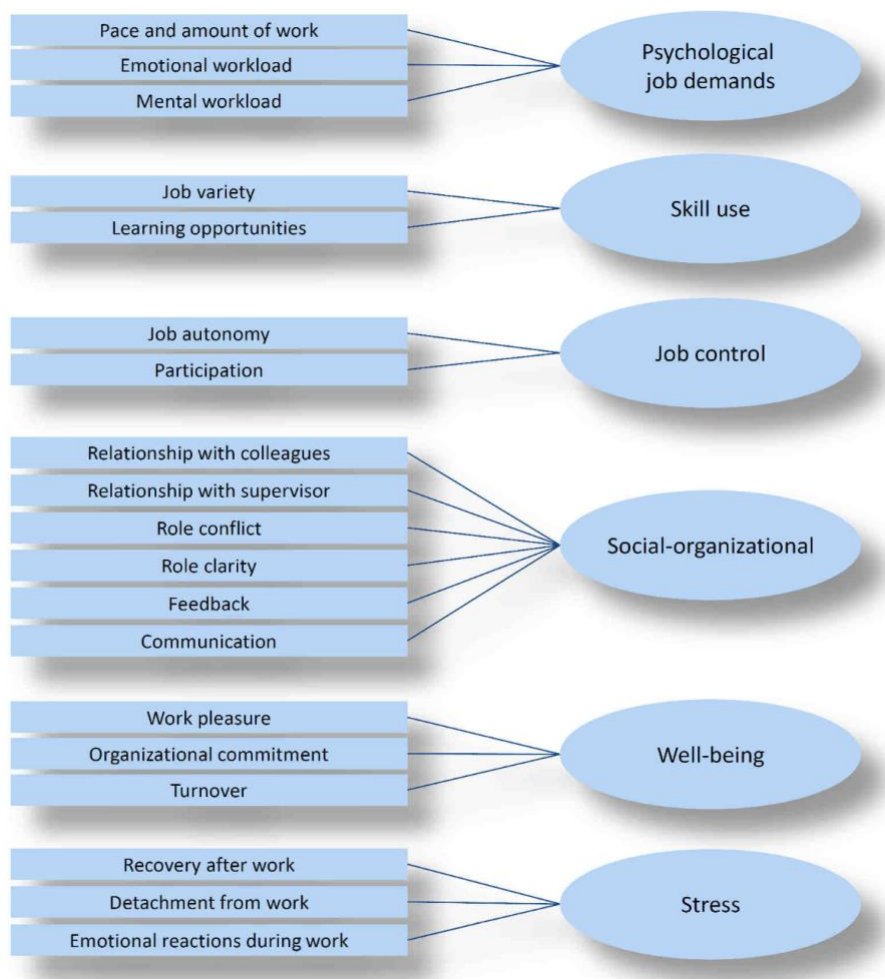 Pace and amount of work
Emotional workload
Mental workload
Psychological
job demands
Job variety
Learning opportunities
Skill use
Job autonomy
Participation
Job control
Relationship with colleagues
Relationship with supervisor
Role conflict
Role clarity
Feedback
Communication
Social-organizational
Work pleasure
Organizational commitment
Turnover
Well-being
Recovery after work
Detachment from work
Emotional reactions during work
Stress